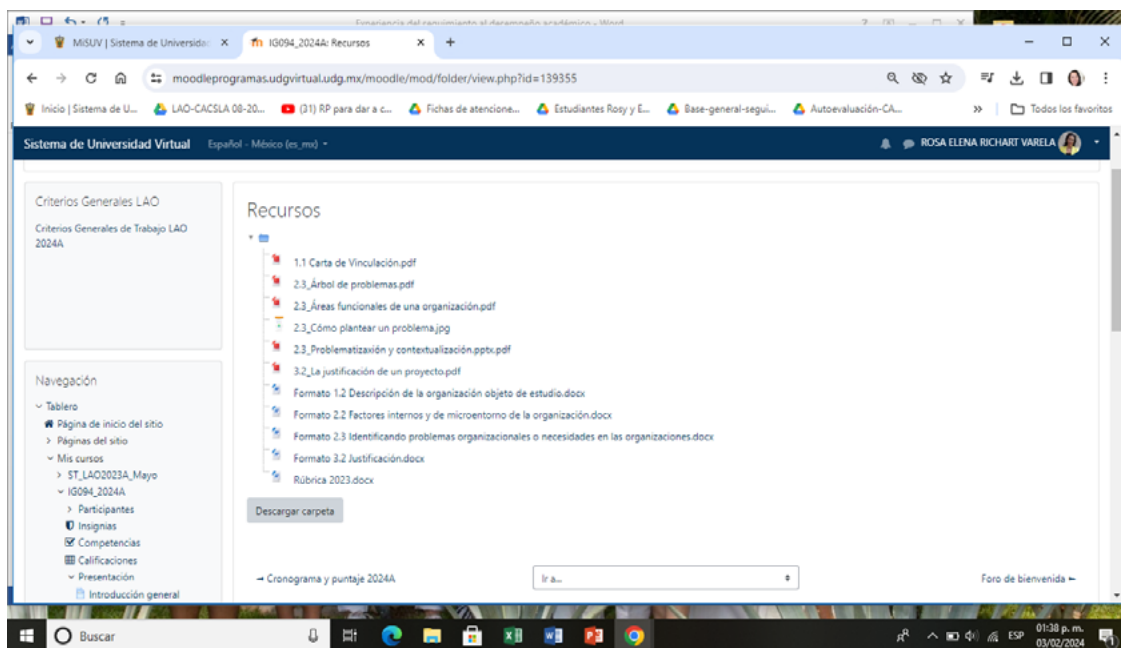 Experiencia del seguimiento al desempeño académico - Word
MiSUV | Sistema de Universidad
IG094_2024A: Recursos
moodleprogramas.udgvirtual.udg.mx/moodle/mod/folder/view.php?id=139355
Inicio | Sistema de U...
LAO-CACSLA 08-20...
(31) RP para dar a c...
Fichas de atencione...
Estudiantes Rosy y E...
Base-general-segui...
Autoevaluación-CA...
Todos los favoritos
Sistema de Universidad Virtual
Español - México (es_mx)
ROSA ELENA RICHART VARELA
Criterios Generales LAO
Criterios Generales de Trabajo LAO
2024A
Navegación
Tablero
Página de inicio del sitio
Páginas del sitio
Mis cursos
ST_LAO2023A_Mayo
IG094_2024A
Participantes
Insignias
Competencias
Calificaciones
Presentación
Introducción general
Recursos
1.1 Carta de Vinculación.pdf
2.3_Árbol de problemas.pdf
2.3_Áreas funcionales de una organización.pdf
2.3_Cómo plantear un problema.jpg
2.3_Problematizaxión y contextualización.pptx.pdf
3.2_La justificación de un proyecto.pdf
Formato 1.2 Descripción de la organización objeto de estudio.docx
Formato 2.2 Factores internos y de microentorno de la organización.docx
Formato 2.3 Identificando problemas organizacionales o necesidades en las organizaciones.docx
Formato 3.2 Justificación.docx
Rúbrica 2023.docx
Descargar carpeta
→ Cronograma y puntaje 2024A
Ir a...
Foro de bienvenida ←
Buscar
ESP
01:38 p. m.
03/02/2024